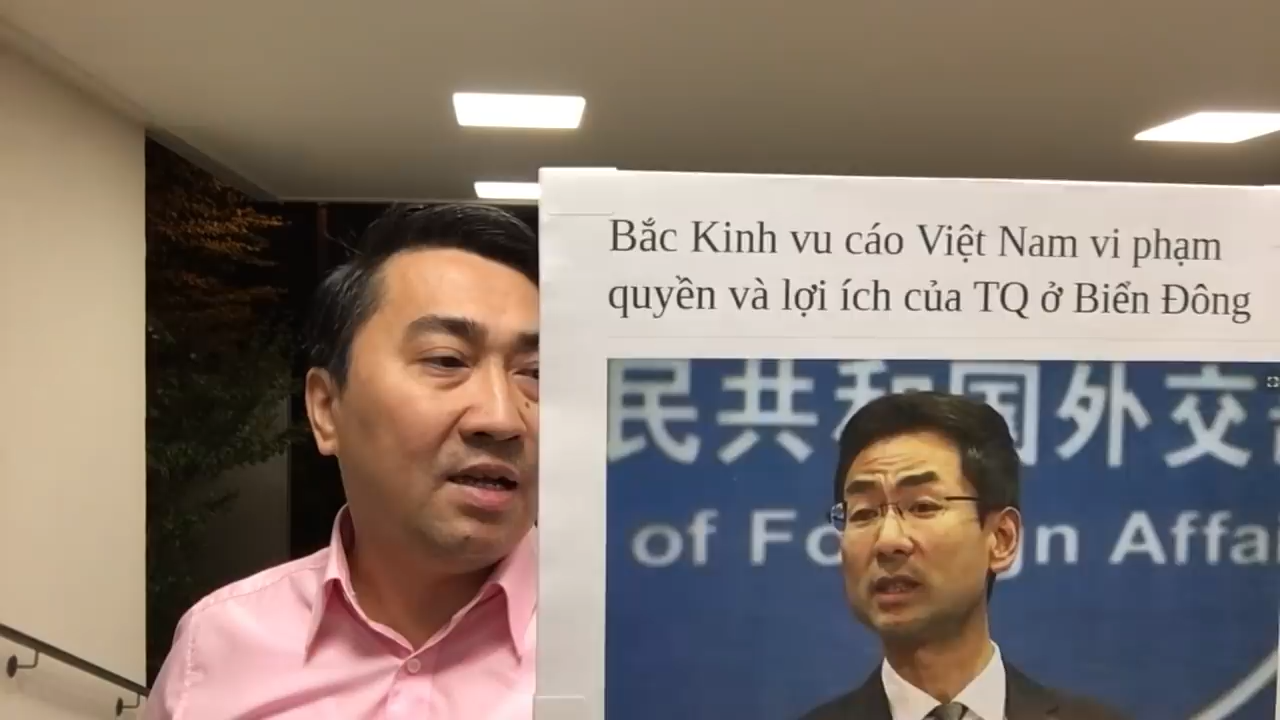 Bắc Kinh vu cáo Việt Nam vi phạm
quyền và lợi ích của TQ ở Biển Đông
民共和国外交
of Foreign Affa